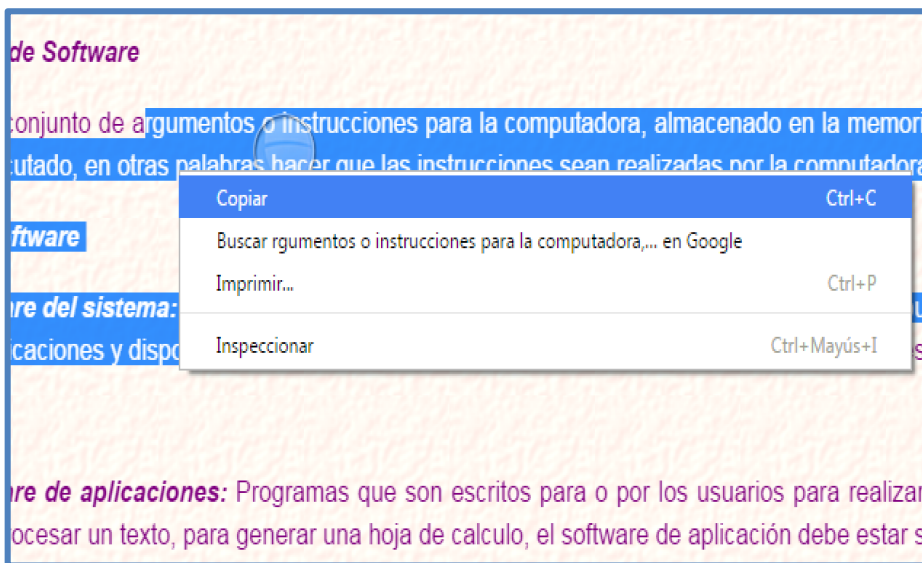 de Software
conjunto de argumentos o instrucciones para la computadora, almacenado en la memori
cutado, en otras palabras hacer que las instrucciones sean realizadas por la computadora
Copiar Ctrl+C
ftware
Buscar rgumentos o instrucciones para la computadora,... en Google
Imprimir... Ctrl+P
re del sistema:
Inspeccionar Ctrl+Mayús+I
icaciones y dispo es
re de aplicaciones: Programas que son escritos para o por los usuarios para realizar
ocesar un texto, para generar una hoja de calculo, el software de aplicación debe estar s